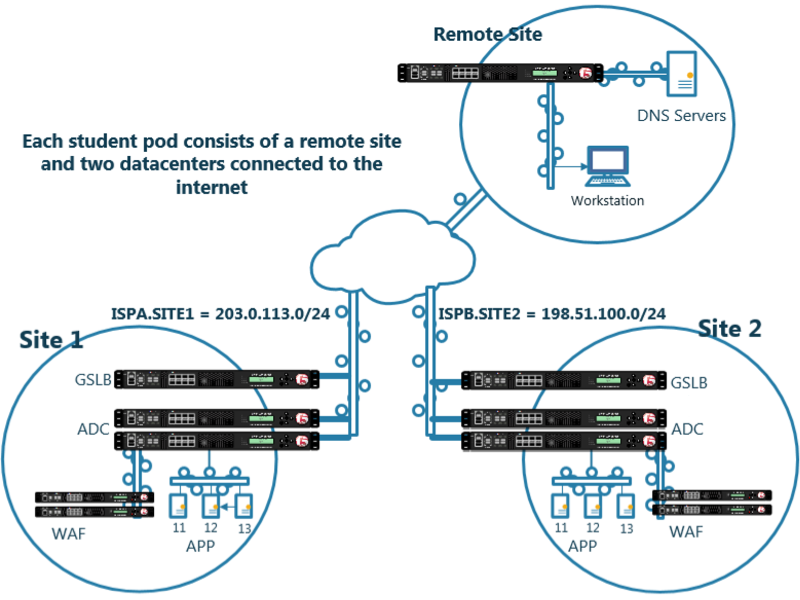 Remote Site
DNS Servers
Each student pod consists of a remote site
and two datacenters connected to the
internet
Workstation
ISPA.SITE1 = 203.0.113.0/24
ISPB.SITE2 = 198.51.100.0/24
Site 1
Site 2
GSLB
GSLB
ADC
ADC
11
12
13
11
12
13
WAF
APP
APP
WAF